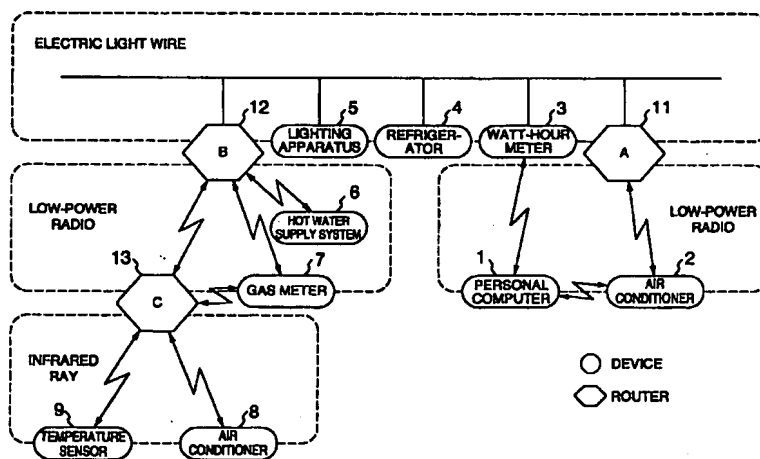 ELECTRIC LIGHT WIRE
12
5
4
3
11
B
LIGHTING
APPARATUS
REFRIGER-
ATOR
WATT-HOUR
METER
A
LOW-POWER
RADIO
6
HOT WATER
SUPPLY SYSTEM
LOW-POWER
RADIO
13
7
1
2
C
GAS METER
PERSONAL
COMPUTER
AIR
CONDITIONER
INFRARED
RAY
DEVICE
ROUTER
9
8
TEMPERATURE
SENSOR
AIR
CONDITIONER